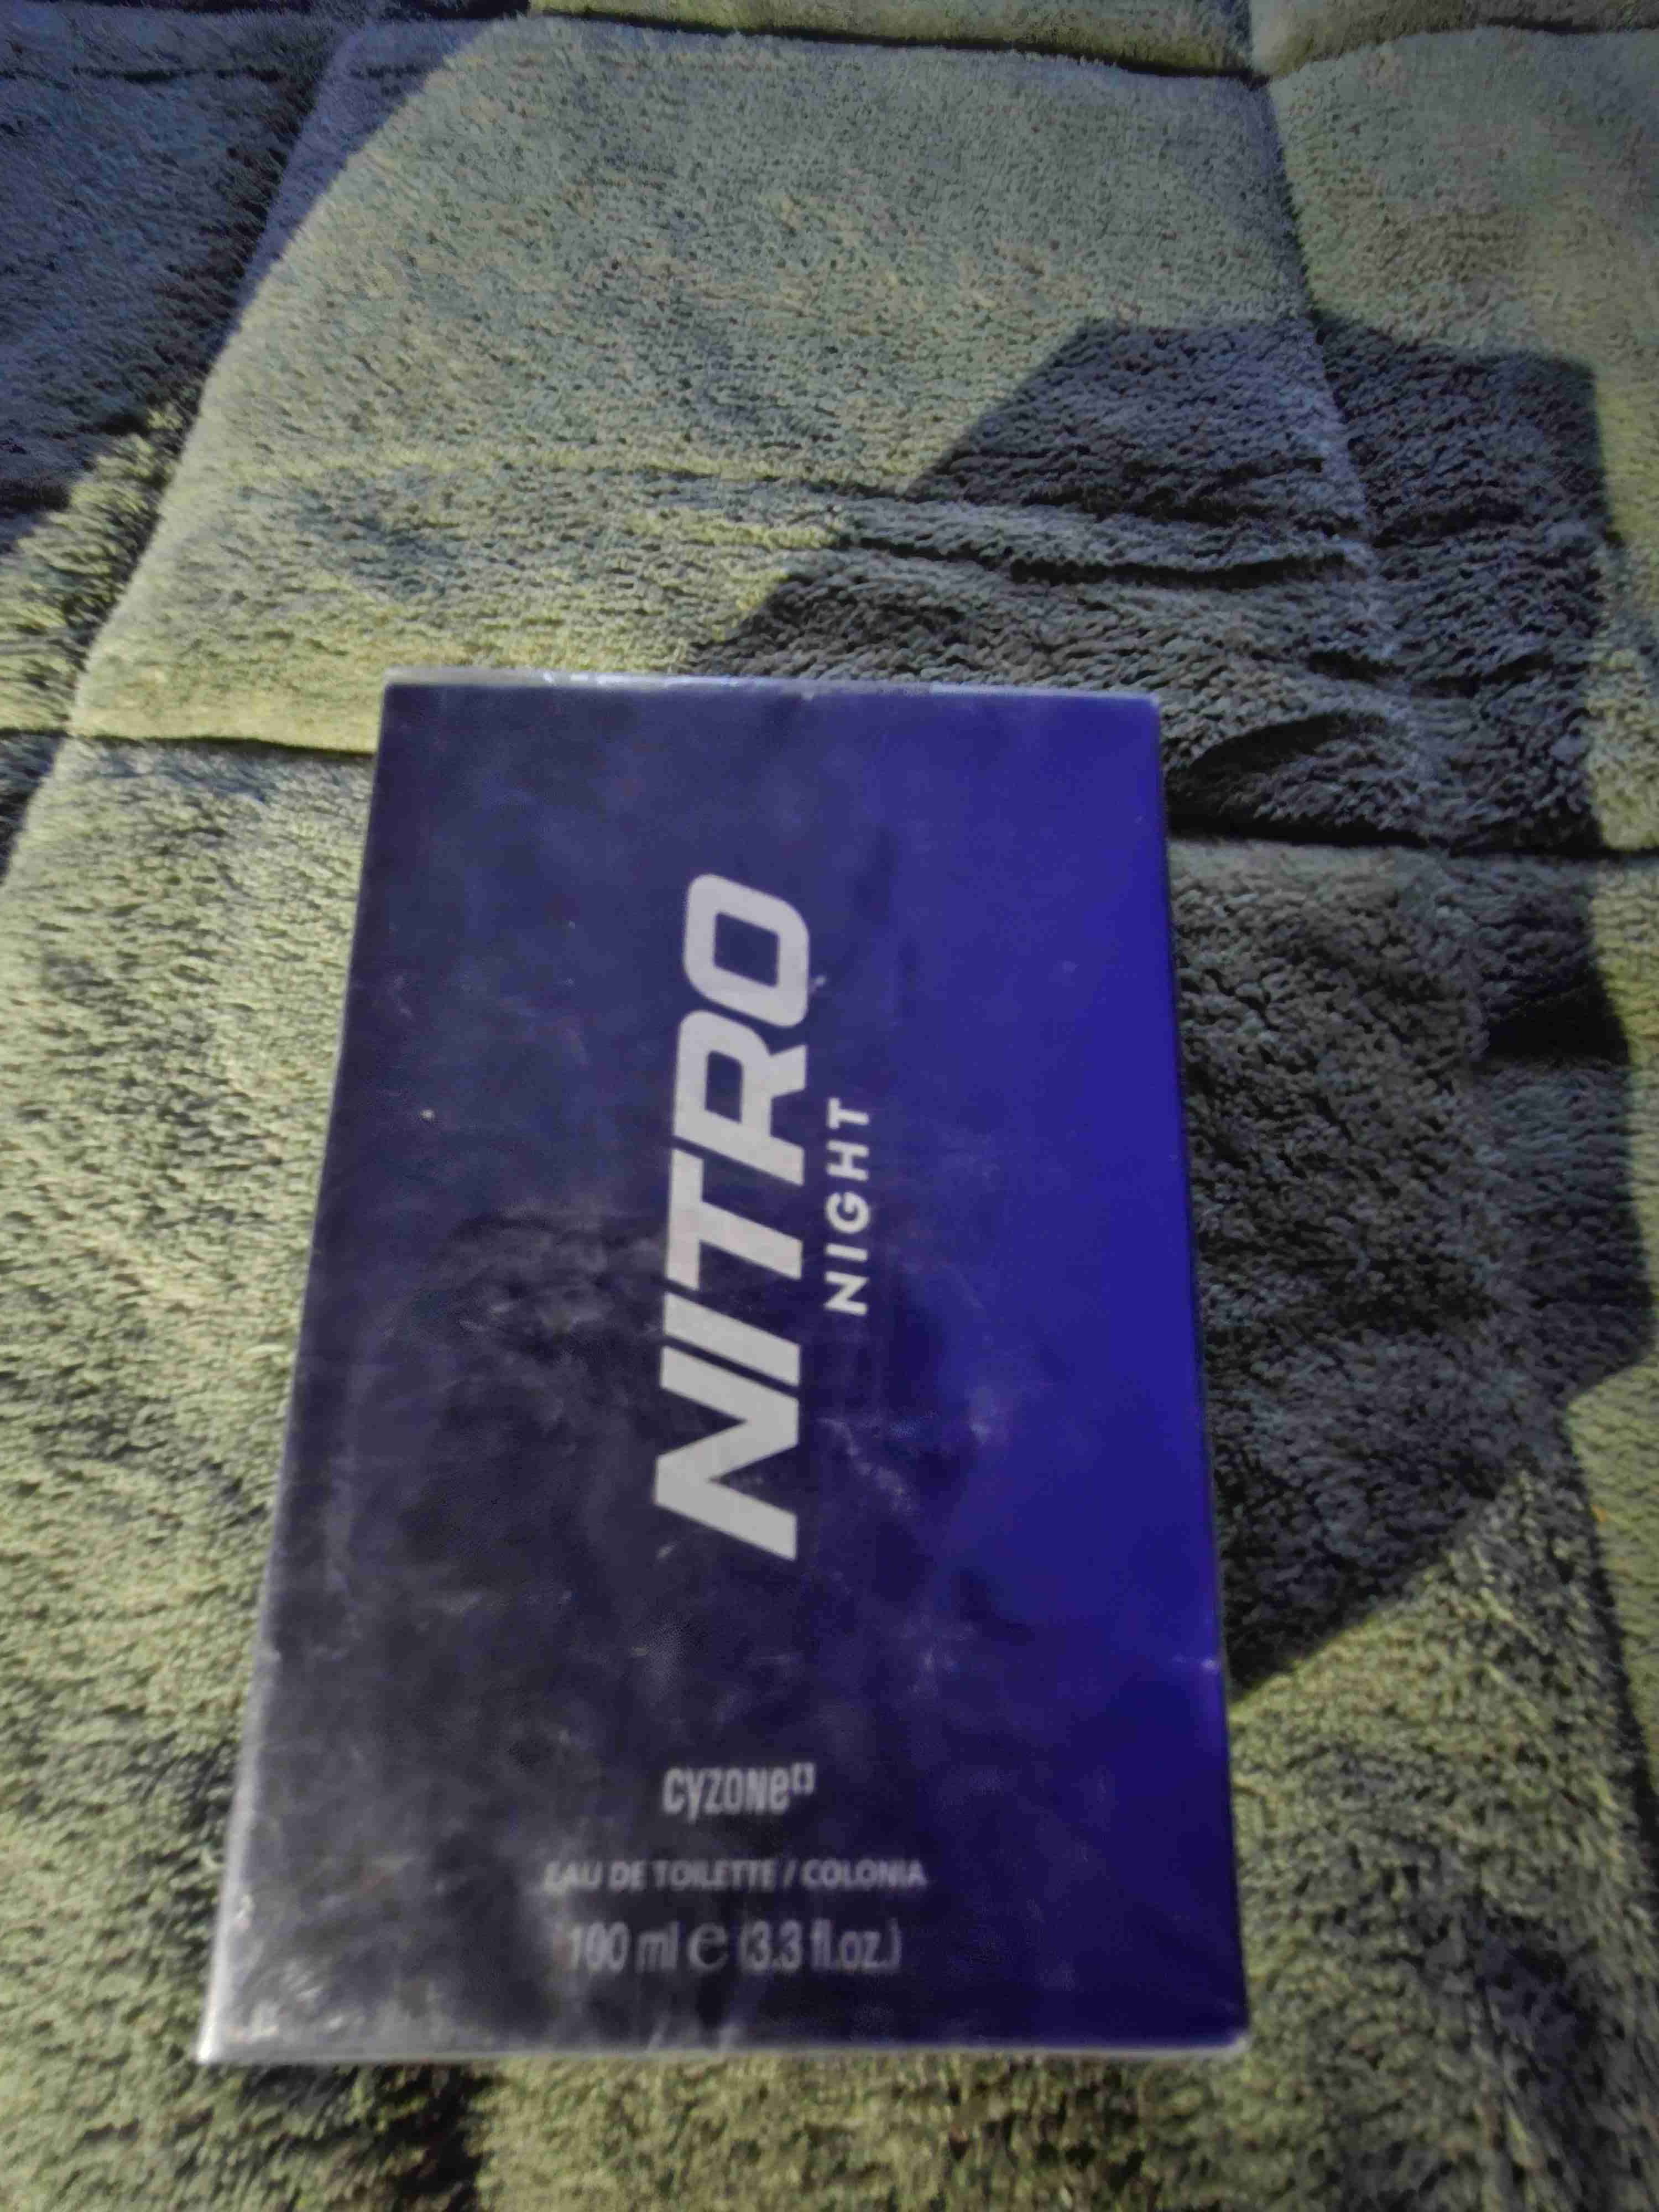 NITRO
NIGHT
cyzone
EAU DE TOILETTE / COLONIA
100 ml e (3.3 fl.oz.)